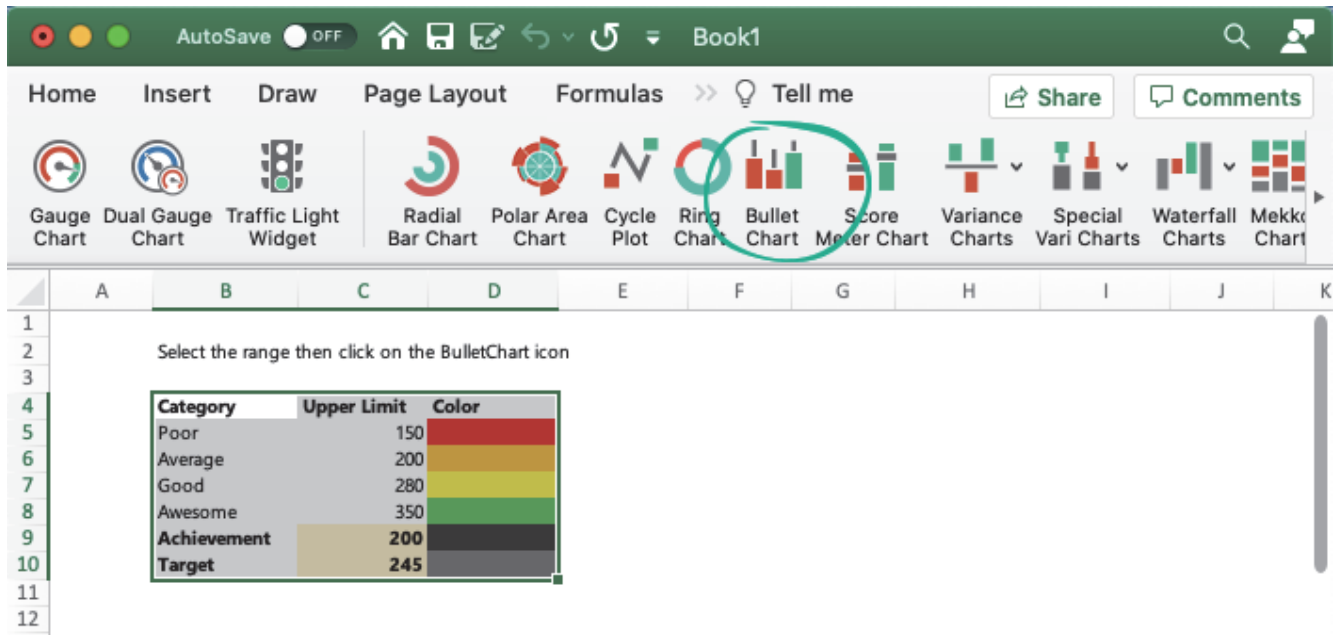 AutoSave OFF Book1
Home Insert Draw Page Layout Formulas Tell me Share Comments
Gauge Dual Gauge Traffic Light Radial Polar Area Cycle Ring Bullet Score Variance Special Waterfall Mekko
Chart Chart Widget Bar Chart Chart Plot Chart Chart Meter Chart Charts Vari Charts Charts Chart
A B C D E F G H I J K
1
2 Select the range then click on the BulletChart icon
3
4 Category Upper Limit Color
5 Poor 150
6 Average 200
7 Good 280
8 Awesome 350
9 Achievement 200
10 Target 245
11
12